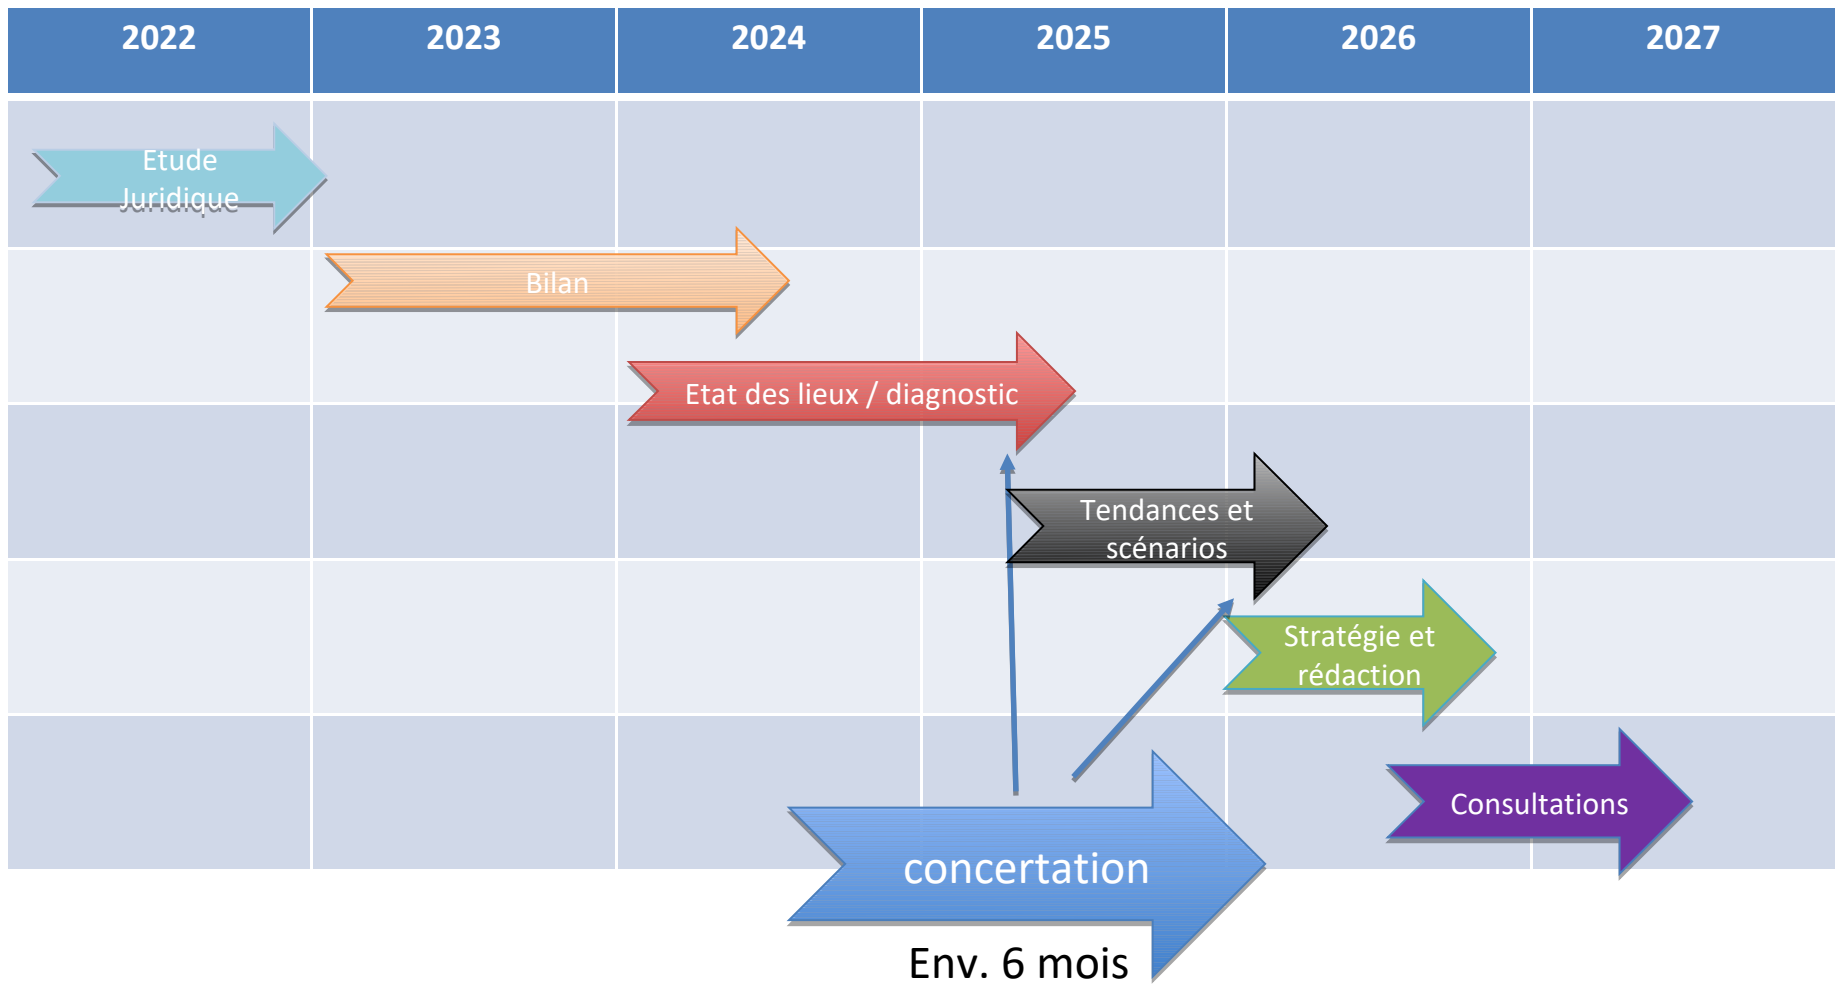 2022 2023 2024 2025 2026 2027
Etude
Juridique
Bilan
Etat des lieux / diagnostic
Tendances et
scénarios
Stratégie et
rédaction
Consultations
concertation
Env. 6 mois